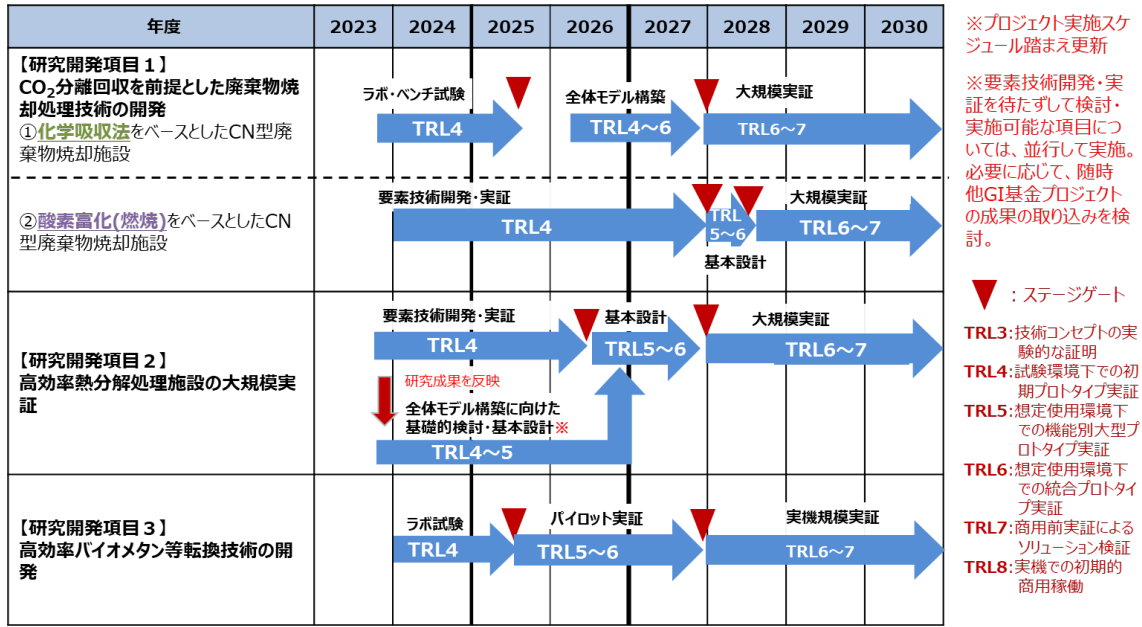 年度 2023 2024 2025 2026 2027 2028 2029 2030
【研究開発項目１】
CO₂分離回収を前提とした廃棄物焼
却処理技術の開発
①化学吸収法をベースとしたCN型廃
棄物焼却施設
ラボ・ベンチ試験
TRL4
全体モデル構築
TRL4～6
大規模実証
TRL6～7
②酸素富化(燃焼)をベースとしたCN
型廃棄物焼却施設
要素技術開発・実証
TRL4
TRL
5～6
基本設計
大規模実証
TRL6～7
【研究開発項目２】
高効率熱分解処理施設の大規模実
証
要素技術開発・実証
TRL4
基本設計
TRL5～6
大規模実証
TRL6～7
研究成果を反映
全体モデル構築に向けた
基礎的検討・基本設計※
TRL4～5
【研究開発項目３】
高効率バイオメタン等転換技術の開
発
ラボ試験
TRL4
パイロット実証
TRL5～6
実機規模実証
TRL6～7
※プロジェクト実施スケ
ジュール踏まえ更新
※要素技術開発・実
証を待たずして検討・
実施可能な項目につ
いては、並行して実施。
必要に応じて、随時
他GI基金プロジェクト
の成果の取り込みを検
討。
：ステージゲート
TRL3:技術コンセプトの実
験的な証明
TRL4:試験環境下での初
期プロトタイプ実証
TRL5:想定使用環境下
での機能別大型プ
ロトタイプ実証
TRL6:想定使用環境下
での統合プロトタイ
プ実証
TRL7:商用前実証による
ソリューション検証
TRL8:実機での初期的
商用稼働